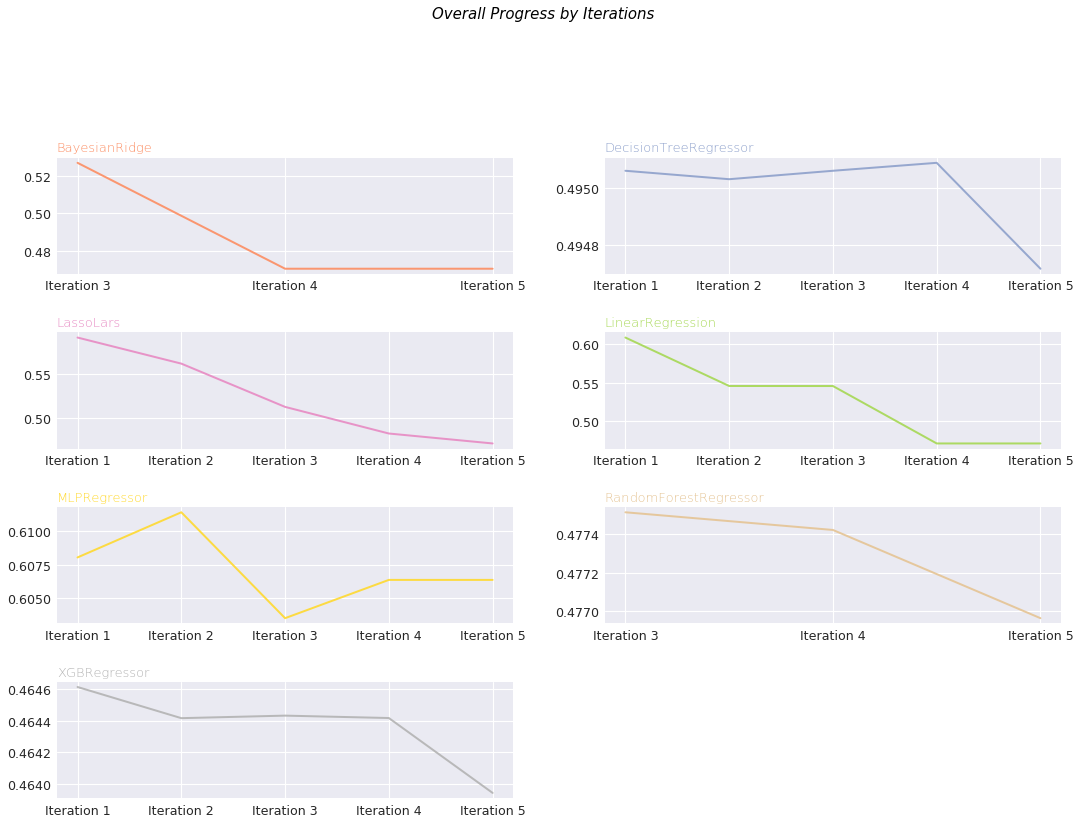 Overall Progress by Iterations
BayesianRidge
0.52
0.50
0.48
Iteration 3 Iteration 4 Iteration 5
DecisionTreeRegressor
0.4950
0.4948
Iteration 1 Iteration 2 Iteration 3 Iteration 4 Iteration 5
LassoLars
0.55
0.50
Iteration 1 Iteration 2 Iteration 3 Iteration 4 Iteration 5
LinearRegression
0.60
0.55
0.50
Iteration 1 Iteration 2 Iteration 3 Iteration 4 Iteration 5
MLPRegressor
0.6100
0.6075
0.6050
Iteration 1 Iteration 2 Iteration 3 Iteration 4 Iteration 5
RandomForestRegressor
0.4774
0.4772
0.4770
Iteration 3 Iteration 4 Iteration 5
XGBRegressor
0.4646
0.4644
0.4642
0.4640
Iteration 1 Iteration 2 Iteration 3 Iteration 4 Iteration 5